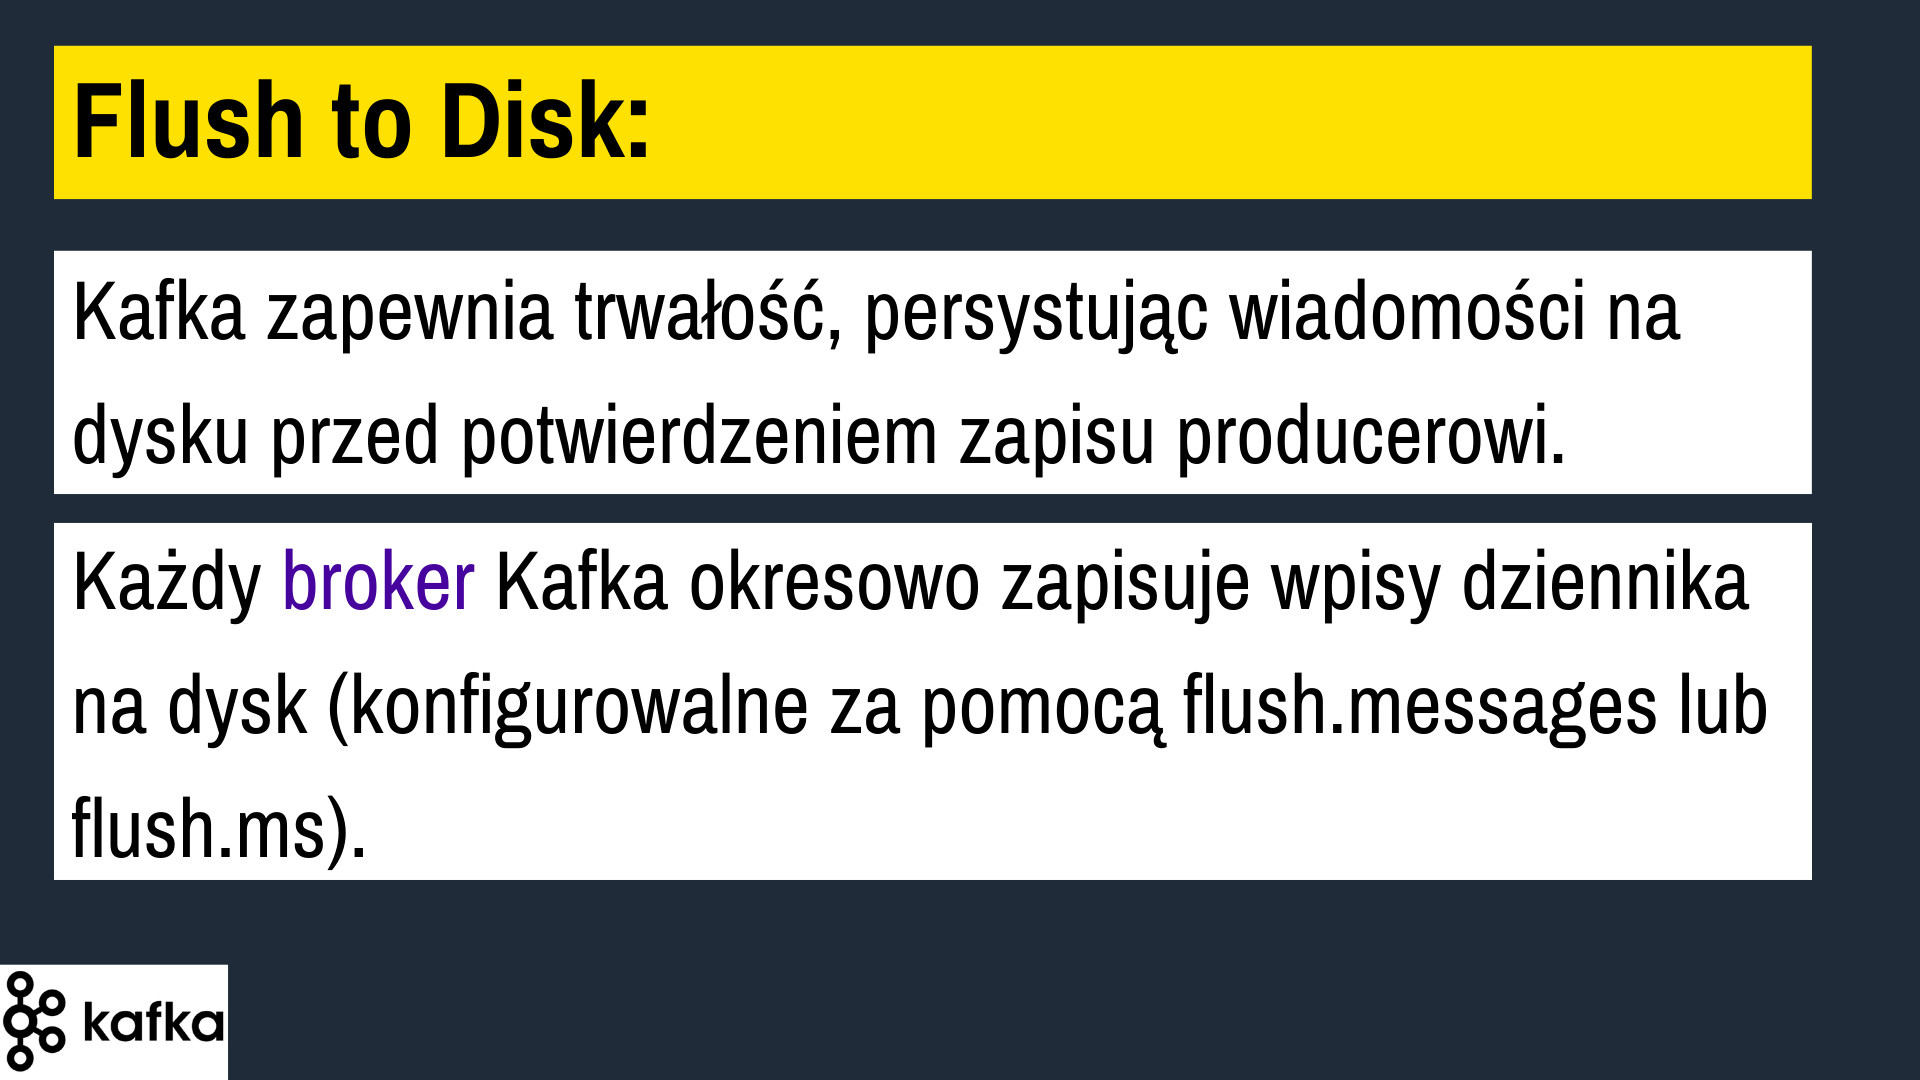 Flush to Disk:
Kafka zapewnia trwałość, persystując wiadomości na
dysku przed potwierdzeniem zapisu producerowi.
Każdy broker Kafka okresowo zapisuje wpisy dziennika
na dysk (konfigurowalne za pomocą flush.messages lub
flush.ms).
kafka